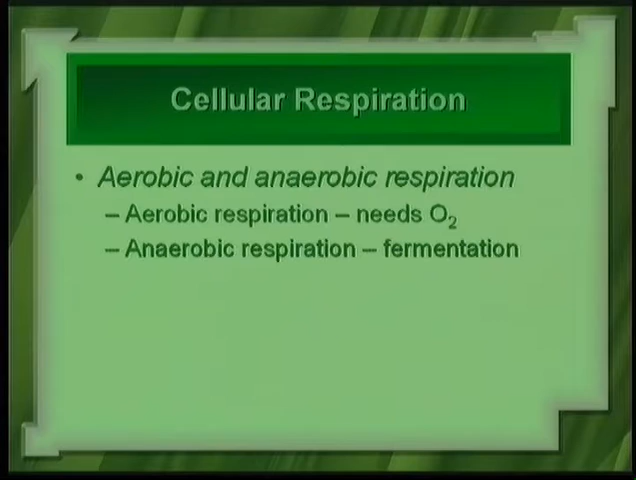 Cellular Respiration
• Aerobic and anaerobic respiration
– Aerobic respiration – needs O₂
– Anaerobic respiration – fermentation